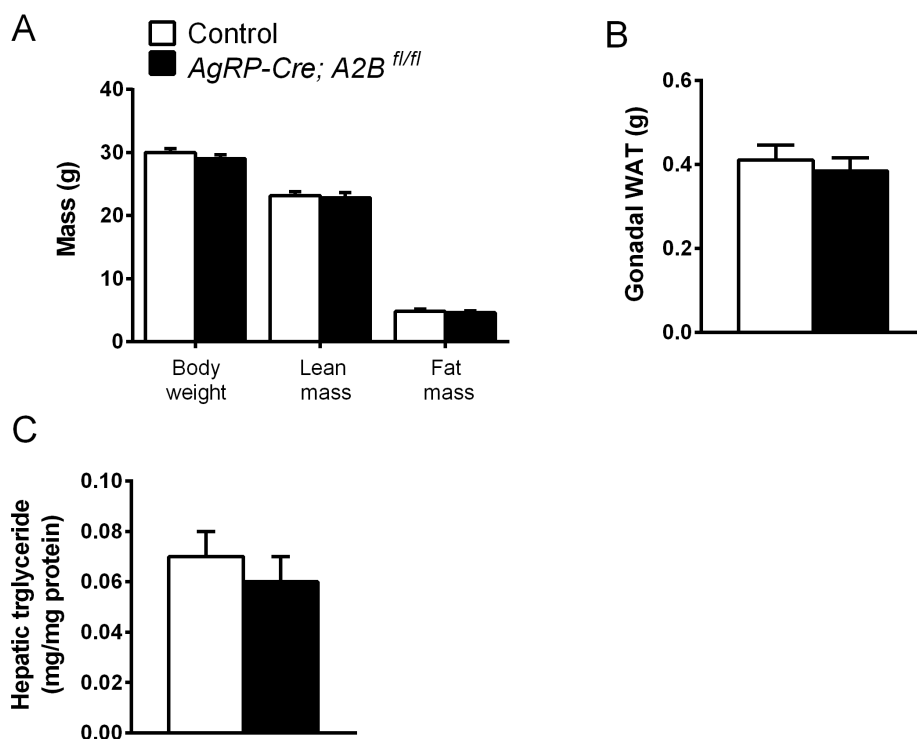 A
Control
AgRP-Cre; A2B fl/fl
40
30
20
10
0
Mass (g)
Body weight
Lean mass
Fat mass
B
0.6
0.4
0.2
0.0
Gonadal WAT (g)
C
0.10
0.08
0.06
0.04
0.02
0.00
Hepatic trglyceride
(mg/mg protein)